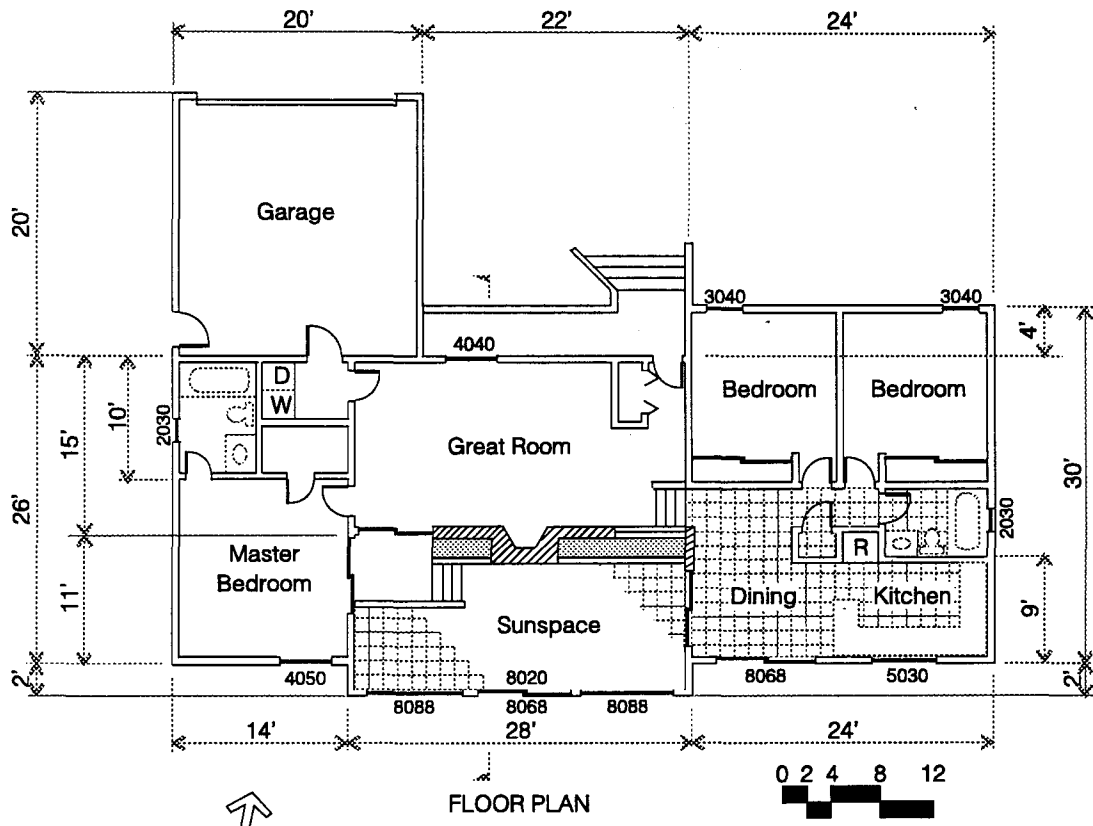 20' 22' 24'
Garage
20'
3040 3040
4'
4040
D
W
Bedroom Bedroom
2030
10'
15'
Great Room
26'
30'
2030
Master
Bedroom
R
11'
Dining Kitchen
9'
Sunspace
2'
4050
8020
8068 5030
2'
8088 8068 8088
14' 28' 24'
0 2 4 8 12
FLOOR PLAN